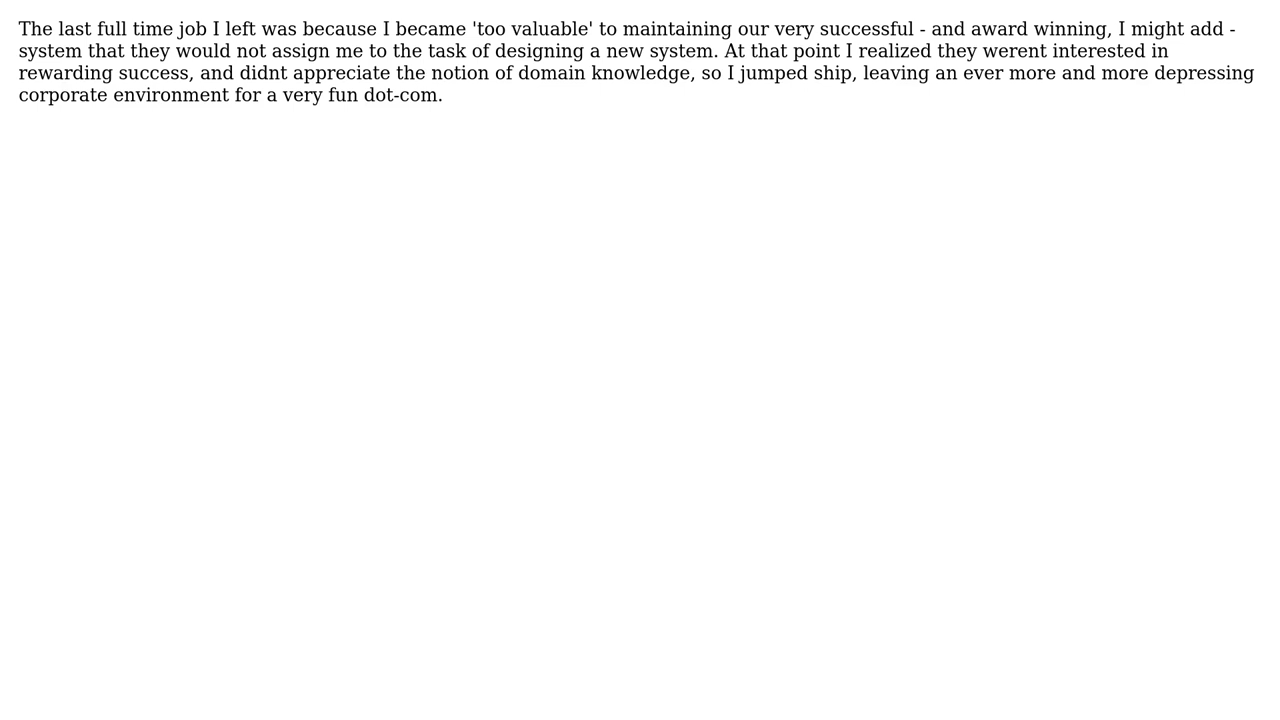 The last full time job I left was because I became 'too valuable' to maintaining our very successful - and award winning, I might add -
system that they would not assign me to the task of designing a new system. At that point I realized they werent interested in
rewarding success, and didnt appreciate the notion of domain knowledge, so I jumped ship, leaving an ever more and more depressing
corporate environment for a very fun dot-com.